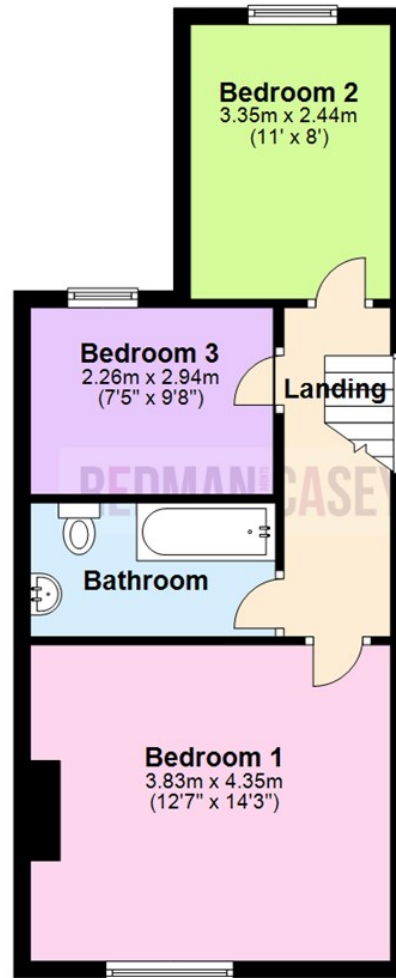 Bedroom 2
3.35m x 2.44m
(11' x 8')
Bedroom 3
2.26m x 2.94m
(7'5" x 9'8")
Landing
REDMAN CASEY
Bathroom
Bedroom 1
3.83m x 4.35m
(12'7" x 14'3")